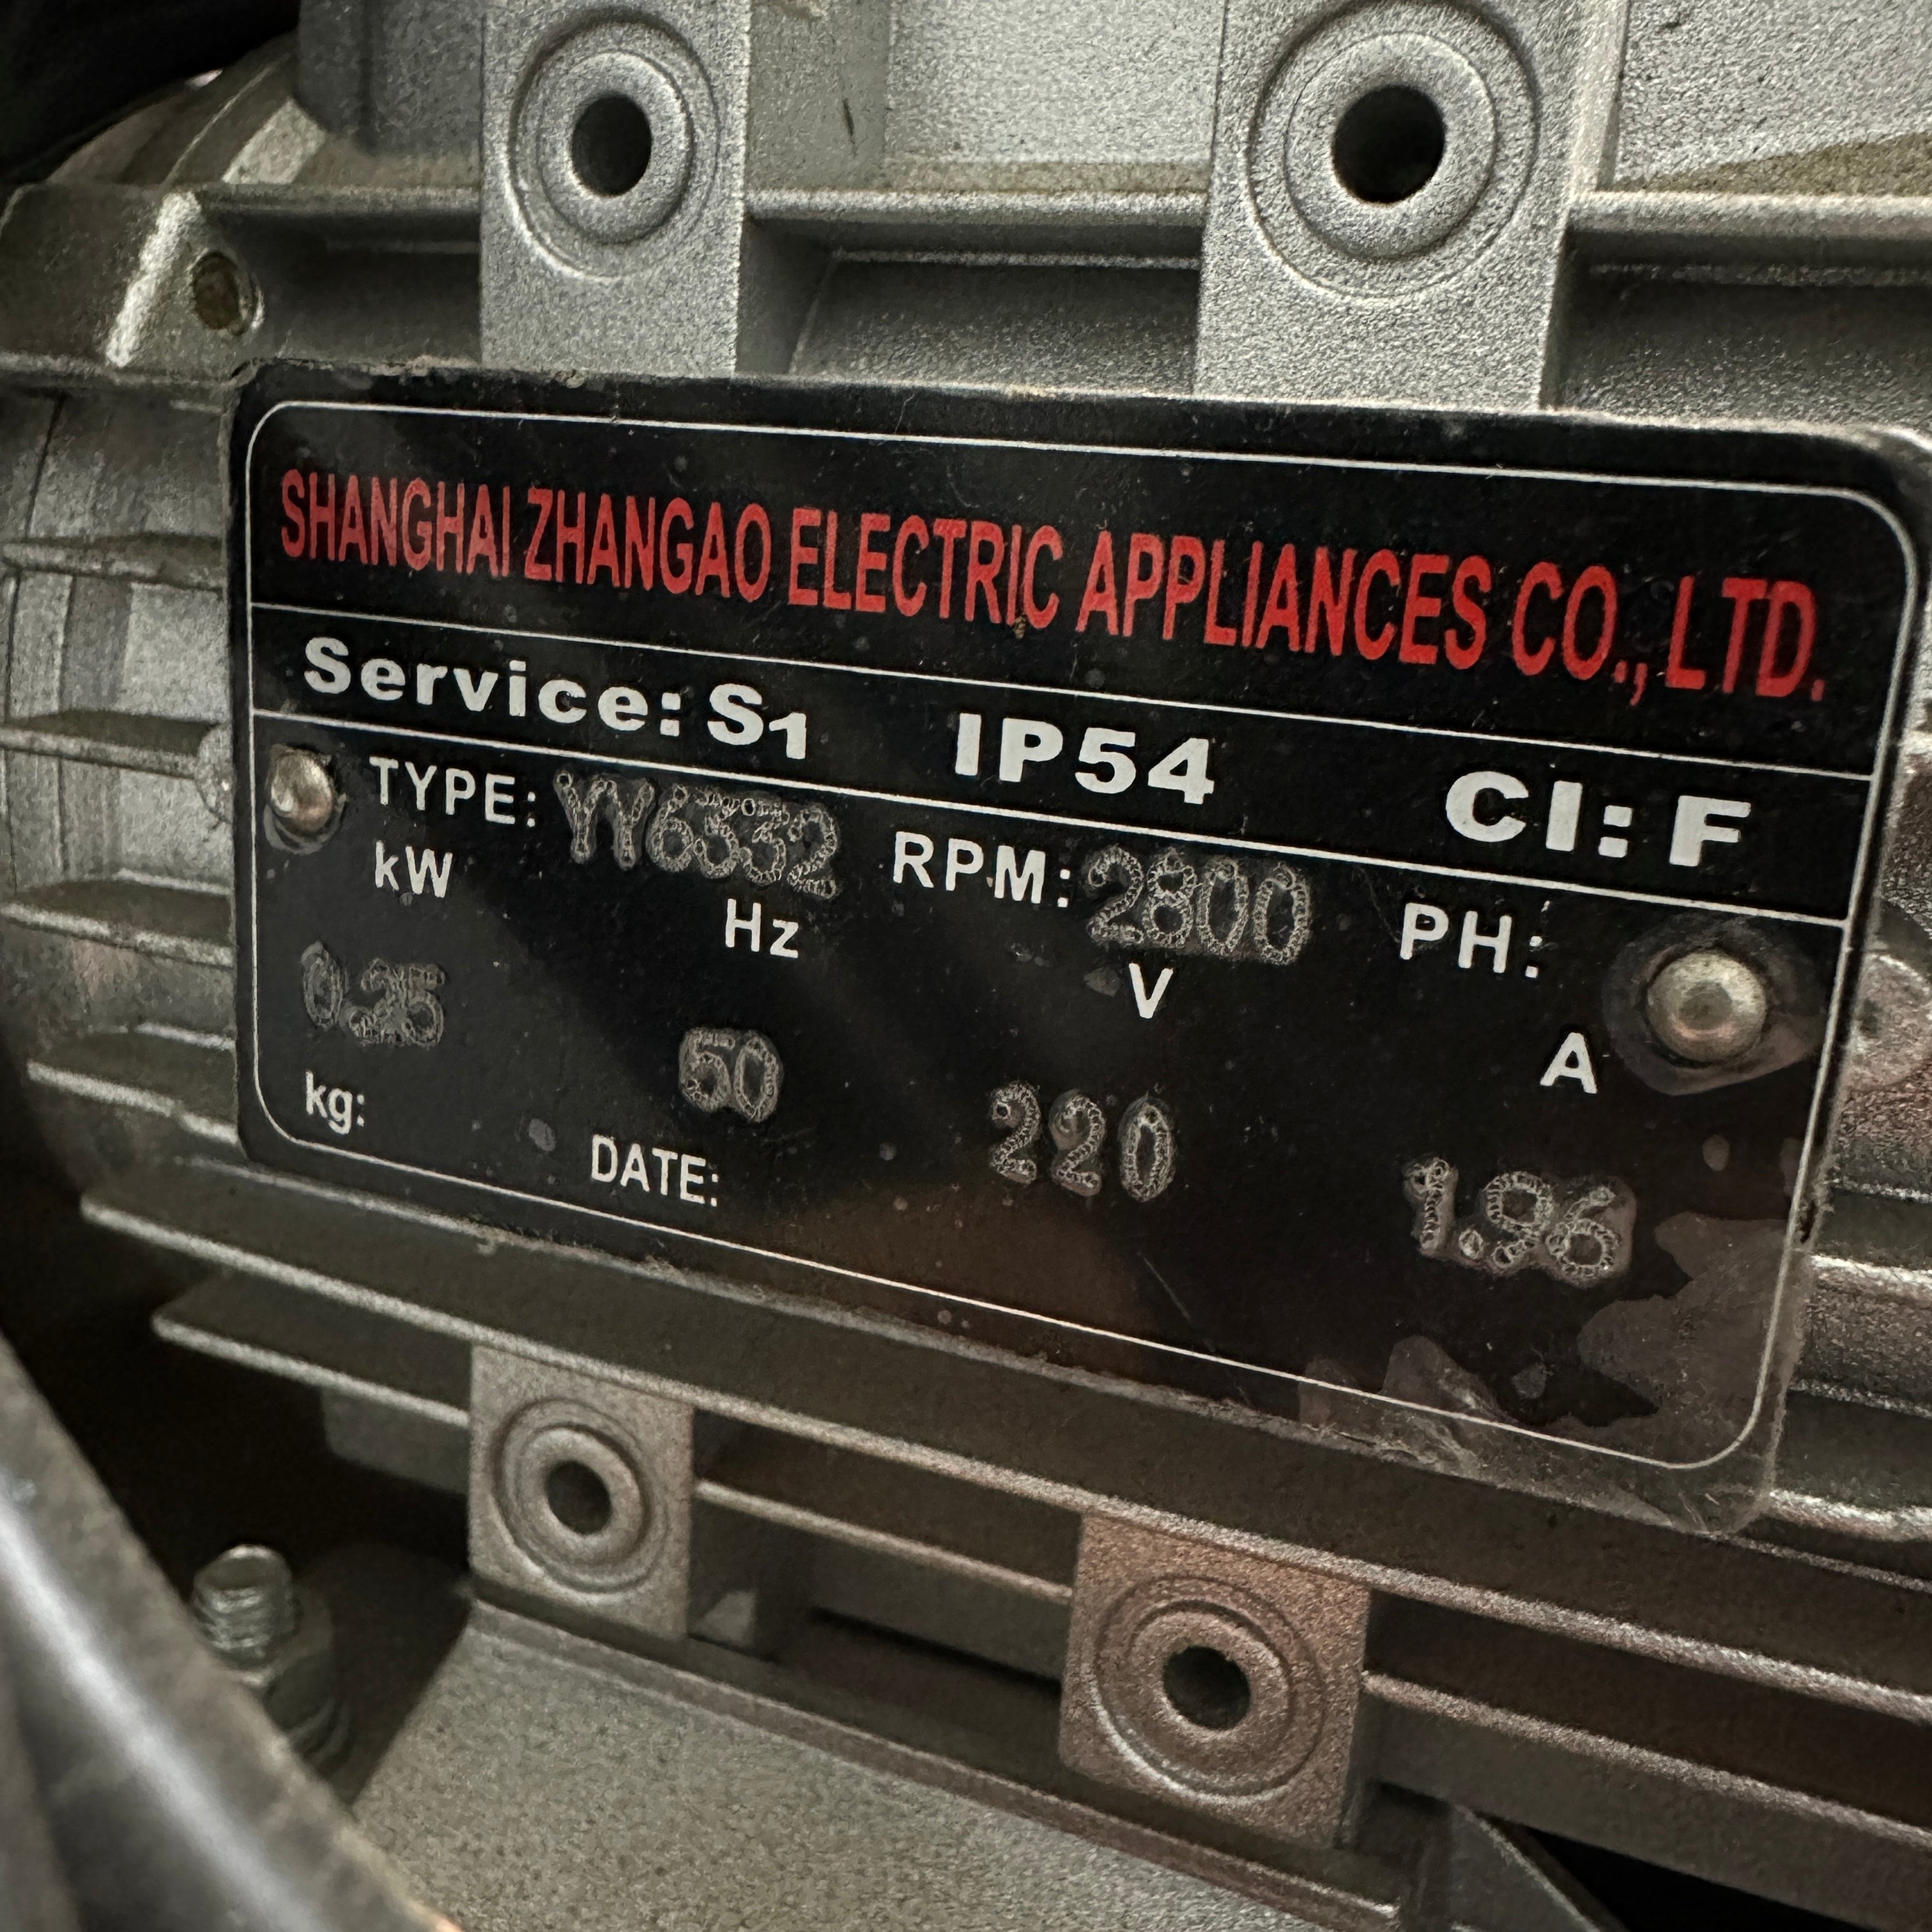 SHANGHAI ZHANGAO ELECTRIC APPLIANCES CO., LTD.
Service: S1 IP54 Cl: F
TYPE: YY6332 RPM: 2800 PH:
kW Hz V A
0.25 50 220 1.96
kg: DATE: